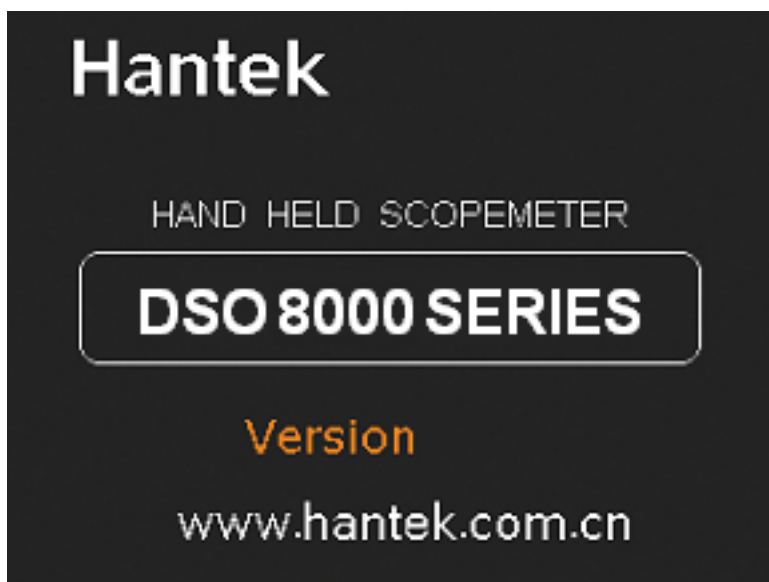 Hantek
HAND HELD SCOPEMETER
DSO 8000 SERIES
Version
www.hantek.com.cn